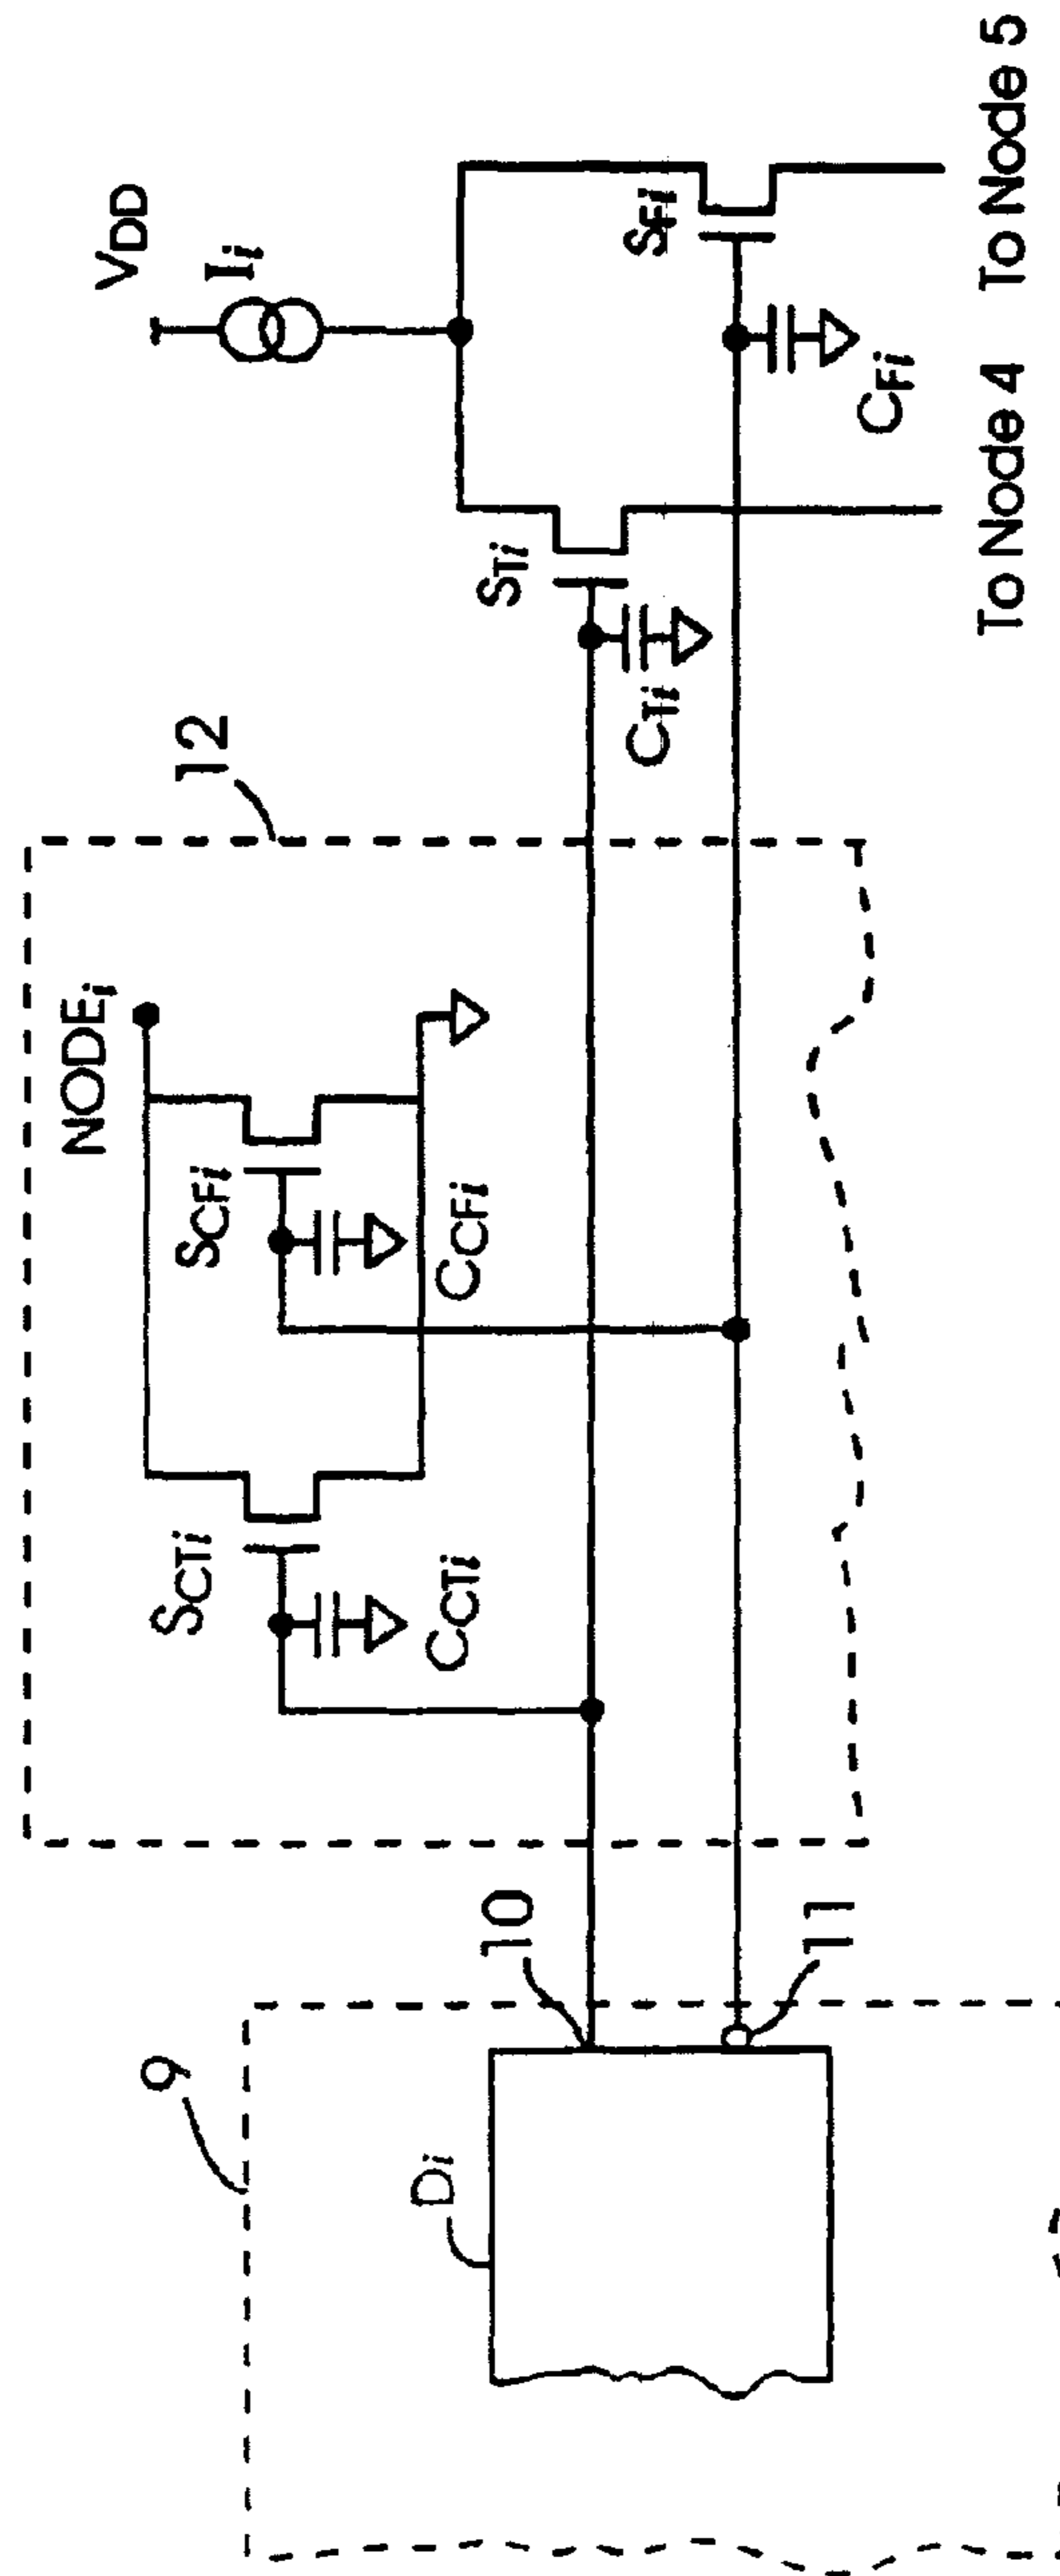 VDD
Ii
SFi
CFi
STi
CTi
To Node 4
To Node 5
12
NODEi
SCFi
CCFi
SCTi
CCTi
10
11
9
Di